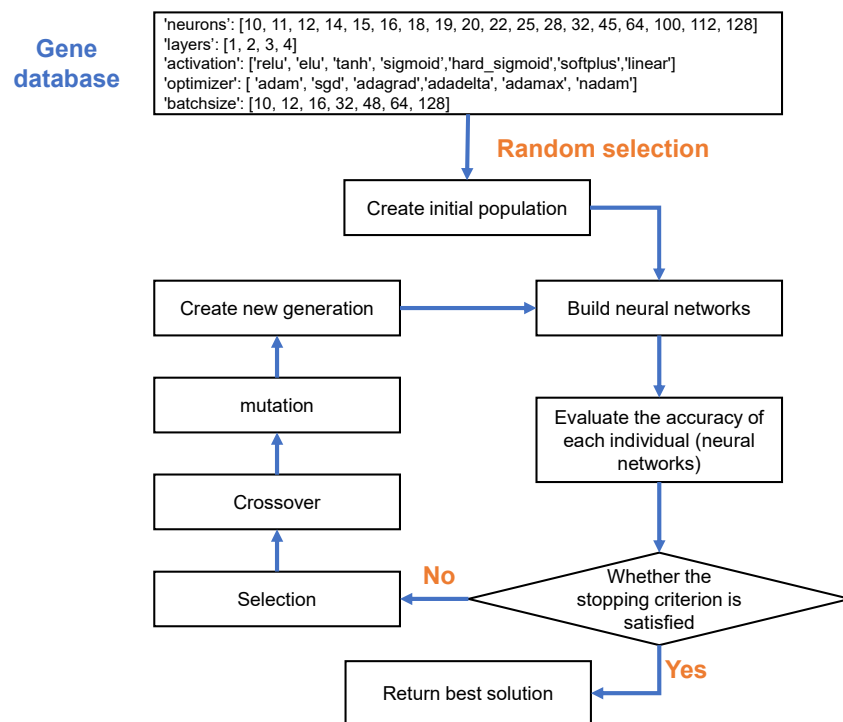 Gene
database
'neurons': [10, 11, 12, 14, 15, 16, 18, 19, 20, 22, 25, 28, 32, 45, 64, 100, 112, 128]
'layers': [1, 2, 3, 4]
'activation': ['relu', 'elu', 'tanh', 'sigmoid','hard_sigmoid','softplus','linear']
'optimizer': [ 'adam', 'sgd', 'adagrad','adadelta', 'adamax', 'nadam']
'batchsize': [10, 12, 16, 32, 48, 64, 128]
Random selection
Create initial population
Create new generation
Build neural networks
mutation
Evaluate the accuracy of
each individual (neural
networks)
Crossover
No
Selection
Whether the
stopping criterion is
satisfied
Yes
Return best solution